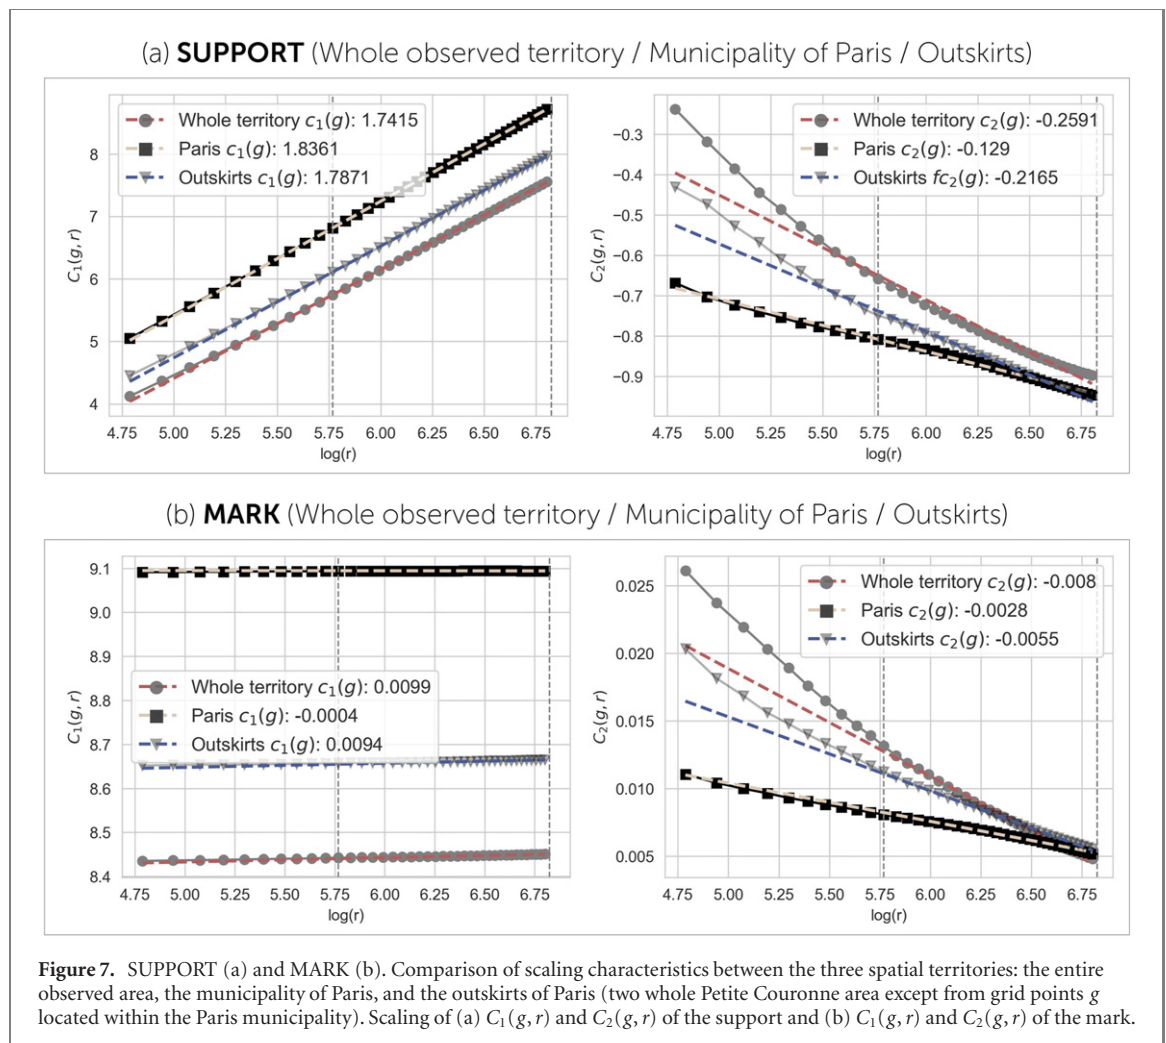 (a) SUPPORT (Whole observed territory / Municipality of Paris / Outskirts)
Whole territory c₁(g): 1.7415
Paris c₁(g): 1.8361
Outskirts c₁(g): 1.7871
8
7
6
5
4
C₁(g, r)
4.75 5.00 5.25 5.50 5.75 6.00 6.25 6.50 6.75
log(r)
Whole territory c₂(g): -0.2591
Paris c₂(g): -0.129
Outskirts fc₂(g): -0.2165
−0.3
−0.4
−0.5
−0.6
−0.7
−0.8
−0.9
C₂(g, r)
4.75 5.00 5.25 5.50 5.75 6.00 6.25 6.50 6.75
log(r)
(b) MARK (Whole observed territory / Municipality of Paris / Outskirts)
9.1
9.0
8.9
8.8
8.7
8.6
8.5
8.4
C₁(g, r)
Whole territory c₁(g): 0.0099
Paris c₁(g): -0.0004
Outskirts c₁(g): 0.0094
4.75 5.00 5.25 5.50 5.75 6.00 6.25 6.50 6.75
log(r)
Whole territory c₂(g): -0.008
Paris c₂(g): -0.0028
Outskirts c₂(g): -0.0055
0.025
0.020
0.015
0.010
0.005
C₂(g, r)
4.75 5.00 5.25 5.50 5.75 6.00 6.25 6.50 6.75
log(r)
Figure 7. SUPPORT (a) and MARK (b). Comparison of scaling characteristics between the three spatial territories: the entire
observed area, the municipality of Paris, and the outskirts of Paris (two whole Petite Couronne area except from grid points g
located within the Paris municipality). Scaling of (a) C₁(g, r) and C₂(g, r) of the support and (b) C₁(g, r) and C₂(g, r) of the mark.